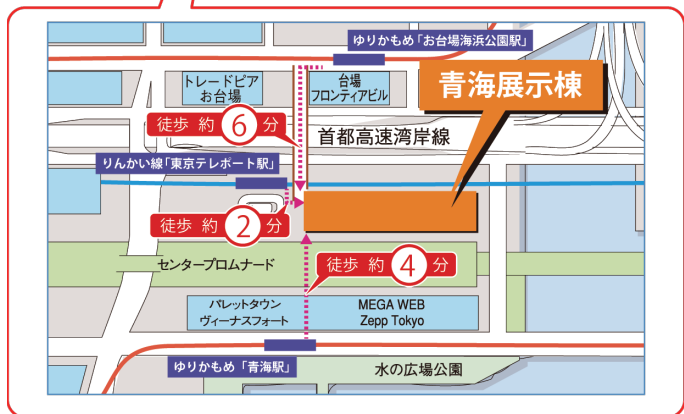 ゆりかもめ「お台場海浜公園駅」
トレードピア
お台場
台場
フロンティアビル
青海展示棟
徒歩 約 6 分
首都高速湾岸線
りんかい線「東京テレポート駅」
徒歩 約 2 分
センタープロムナード
徒歩 約 4 分
パレットタウン
ヴィーナスフォート
MEGA WEB
Zepp Tokyo
ゆりかもめ「青海駅」
水の広場公園